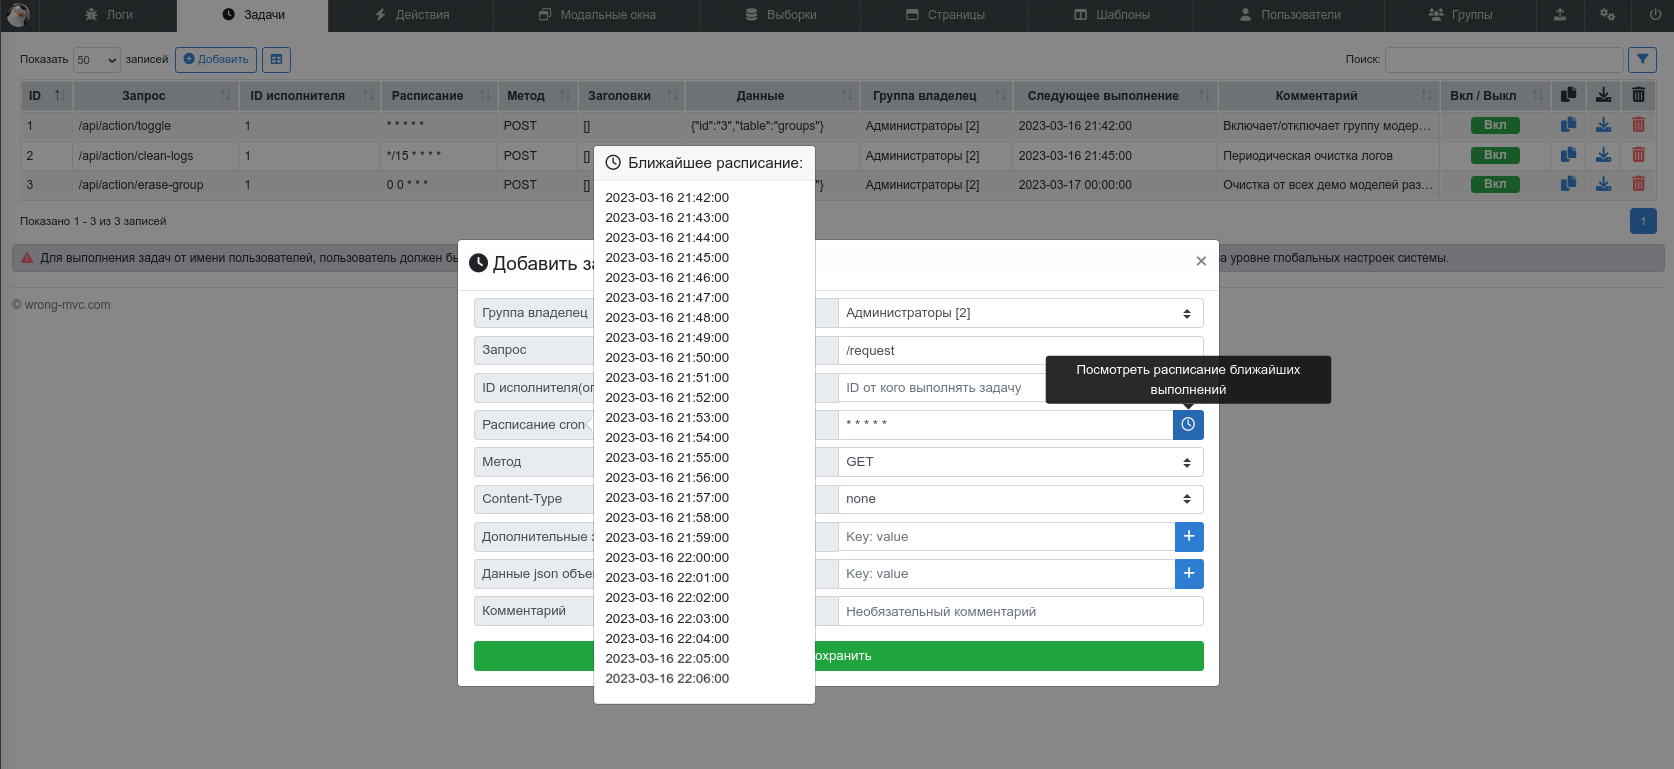 Логи
Задачи
Действия
Модальные окна
Выборки
Страницы
Шаблоны
Пользователи
Группы
Показать 50 записей Добавить
Поиск:
ID Запрос ID исполнителя Расписание Метод Заголовки Данные Группа владелец Следующее выполнение Комментарий Вкл / Выкл
1 /api/action/toggle 1 * * * * * POST [] {"id":"3","table":"groups"} Администраторы [2] 2023-03-16 21:42:00 Включает/отключает группу модер... Вкл
2 /api/action/clean-logs 1 */15 * * * * POST [] Администраторы [2] 2023-03-16 21:45:00 Периодическая очистка логов Вкл
3 /api/action/erase-group 1 0 0 * * * POST [] "} Администраторы [2] 2023-03-17 00:00:00 Очистка от всех демо моделей раз... Вкл
Показано 1 - 3 из 3 записей
1
Для выполнения задач от имени пользователей, пользователь должен бы
а уровне глобальных настроек системы.
© wrong-mvc.com
Ближайшее расписание:
2023-03-16 21:42:00
2023-03-16 21:43:00
2023-03-16 21:44:00
2023-03-16 21:45:00
2023-03-16 21:46:00
2023-03-16 21:47:00
2023-03-16 21:48:00
2023-03-16 21:49:00
2023-03-16 21:50:00
2023-03-16 21:51:00
2023-03-16 21:52:00
2023-03-16 21:53:00
2023-03-16 21:54:00
2023-03-16 21:55:00
2023-03-16 21:56:00
2023-03-16 21:57:00
2023-03-16 21:58:00
2023-03-16 21:59:00
2023-03-16 22:00:00
2023-03-16 22:01:00
2023-03-16 22:02:00
2023-03-16 22:03:00
2023-03-16 22:04:00
2023-03-16 22:05:00
2023-03-16 22:06:00
Добавить за
×
Группа владелец Администраторы [2]
Запрос /request
ID исполнителя(оп ID от кого выполнять задачу
Посмотреть расписание ближайших
выполнений
Расписание cron * * * * *
Метод GET
Content-Type none
Дополнительные з Key: value +
Данные json объе Key: value +
Комментарий Необязательный комментарий
охранить